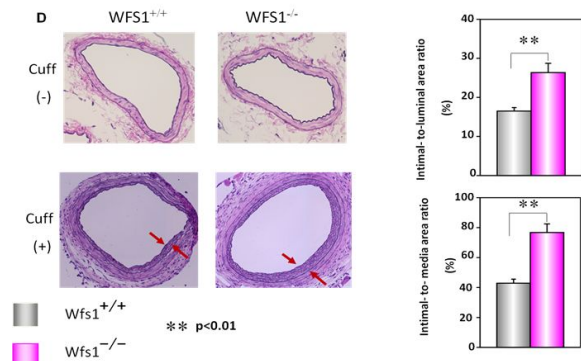 D
WFS1+/+
WFS1-/-
Cuff
(-)
Cuff
(+)
Wfs1+/+
Wfs1−/−
** p<0.01
Intimal-to-luminal area ratio
(%)
40
30
20
10
0
**
Intimal-to- media area ratio
(%)
100
80
60
40
20
0
**